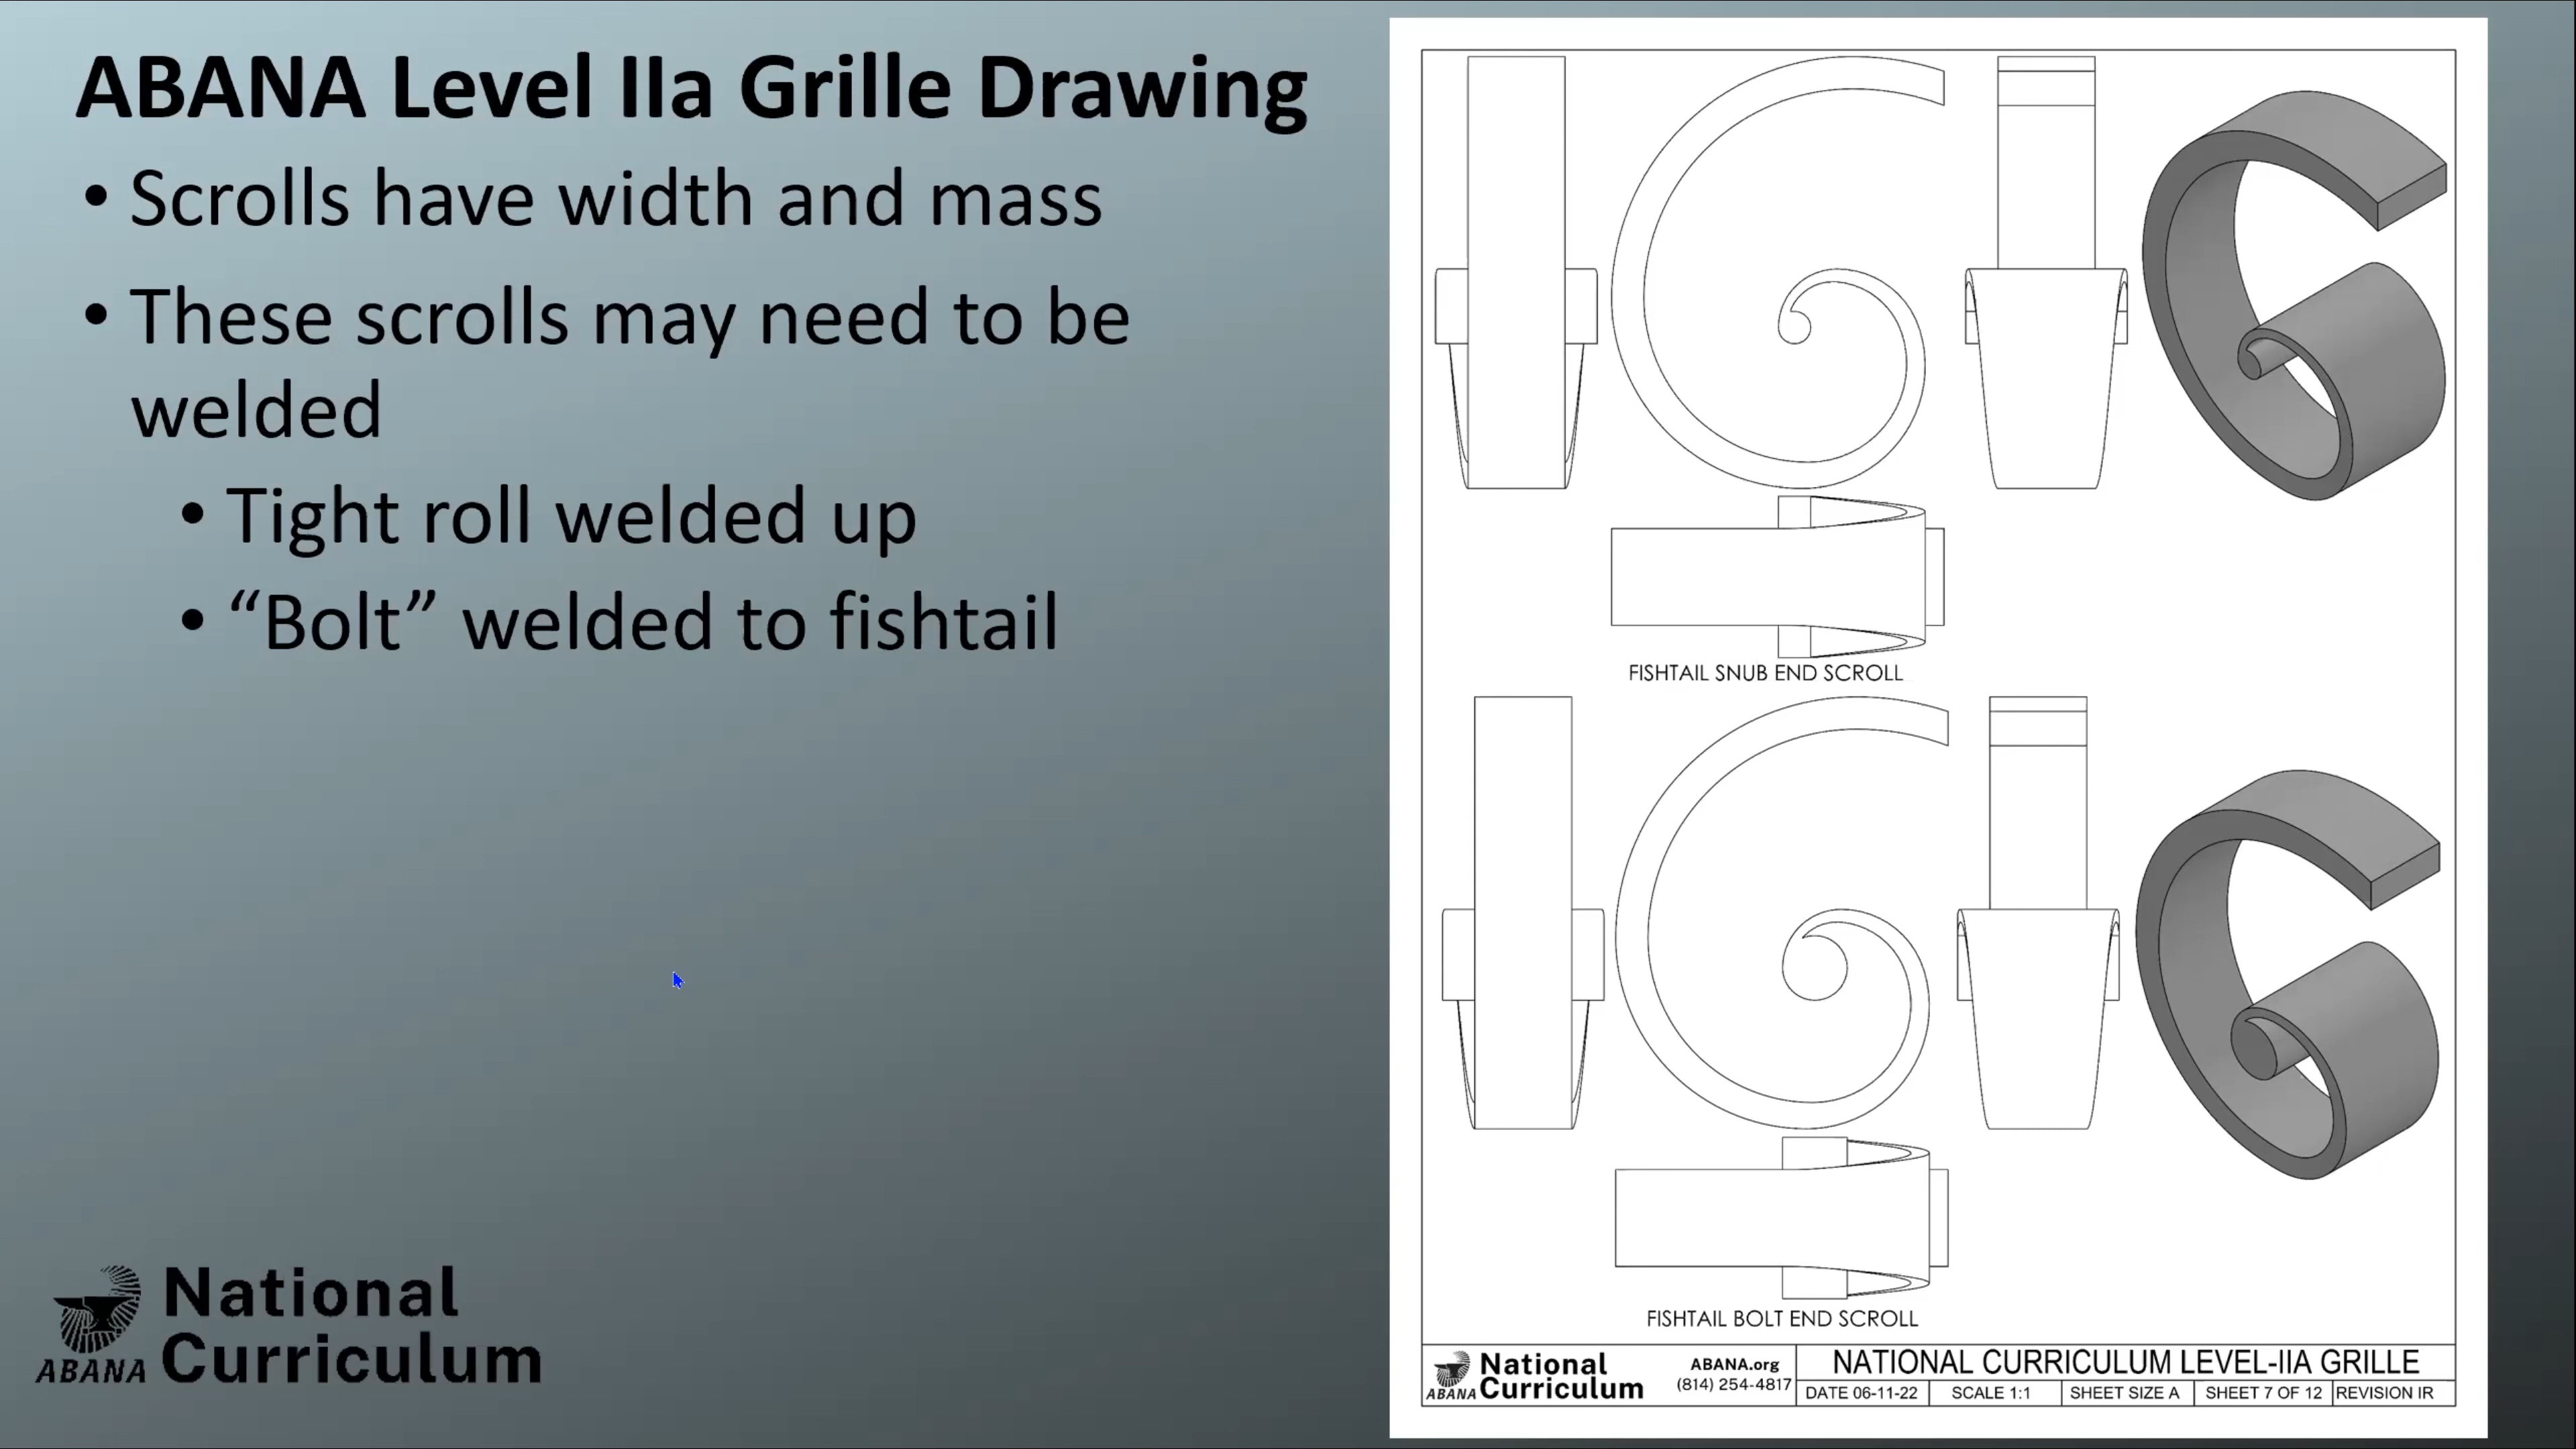 ABANA Level IIa Grille Drawing
• Scrolls have width and mass
• These scrolls may need to be
welded
• Tight roll welded up
• “Bolt” welded to fishtail
ABANA National
Curriculum
FISHTAIL SNUB END SCROLL
FISHTAIL BOLT END SCROLL
ABANA National
Curriculum
ABANA.org
(814) 254-4817
NATIONAL CURRICULUM LEVEL-IIA GRILLE
DATE 06-11-22 SCALE 1:1 SHEET SIZE A SHEET 7 OF 12 REVISION IR